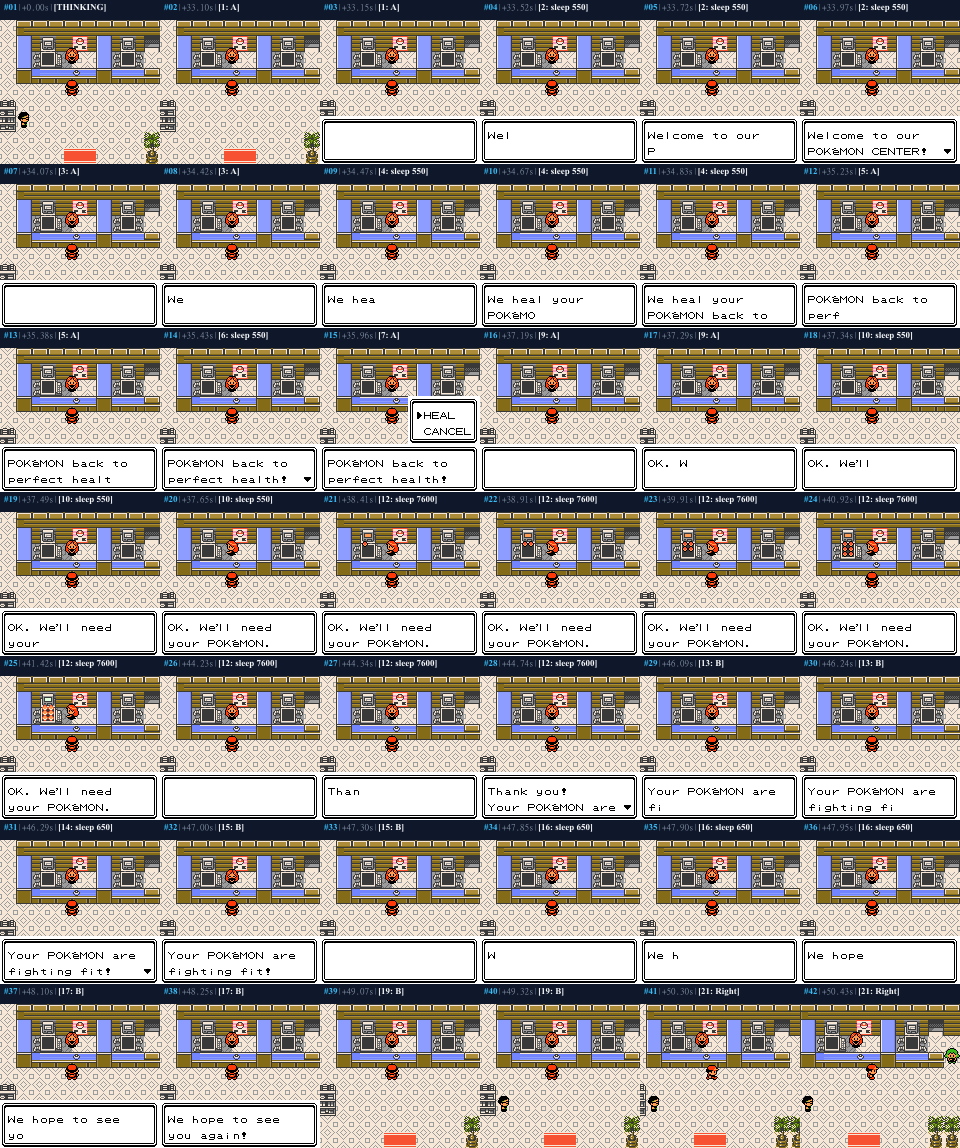 #01 | +0.00s | [THINKING]
#02 | +33.10s | [1: A]
#03 | +33.15s | [1: A]
#04 | +33.52s | [2: sleep 550]
Wel
#05 | +33.72s | [2: sleep 550]
Welcome to our
P
#06 | +33.97s | [2: sleep 550]
Welcome to our
POKéMON CENTER! ▼
#07 | +34.07s | [3: A]
#08 | +34.42s | [3: A]
We
#09 | +34.47s | [4: sleep 550]
We hea
#10 | +34.67s | [4: sleep 550]
We heal your
POKéMO
#11 | +34.83s | [4: sleep 550]
We heal your
POKéMON back to
#12 | +35.23s | [5: A]
POKéMON back to
perf
#13 | +35.38s | [5: A]
POKéMON back to
perfect healt
#14 | +35.43s | [6: sleep 550]
POKéMON back to
perfect health! ▼
#15 | +35.96s | [7: A]
▶HEAL
CANCEL
POKéMON back to
perfect health!
#16 | +37.19s | [9: A]
#17 | +37.29s | [9: A]
OK. W
#18 | +37.34s | [10: sleep 550]
OK. We'll
#19 | +37.49s | [10: sleep 550]
OK. We'll need
your
#20 | +37.65s | [10: sleep 550]
OK. We'll need
your POKéMON.
#21 | +38.41s | [12: sleep 7600]
OK. We'll need
your POKéMON.
#22 | +38.91s | [12: sleep 7600]
OK. We'll need
your POKéMON.
#23 | +39.91s | [12: sleep 7600]
OK. We'll need
your POKéMON.
#24 | +40.92s | [12: sleep 7600]
OK. We'll need
your POKéMON.
#25 | +41.42s | [12: sleep 7600]
OK. We'll need
your POKéMON.
#26 | +44.23s | [12: sleep 7600]
#27 | +44.34s | [12: sleep 7600]
Than
#28 | +44.74s | [12: sleep 7600]
Thank you!
Your POKéMON are ▼
#29 | +46.09s | [13: B]
Your POKéMON are
fi
#30 | +46.24s | [13: B]
Your POKéMON are
fighting fi
#31 | +46.29s | [14: sleep 650]
Your POKéMON are
fighting fit! ▼
#32 | +47.00s | [15: B]
Your POKéMON are
fighting fit!
#33 | +47.30s | [15: B]
#34 | +47.85s | [16: sleep 650]
W
#35 | +47.90s | [16: sleep 650]
We h
#36 | +47.95s | [16: sleep 650]
We hope
#37 | +48.10s | [17: B]
We hope to see
yo
#38 | +48.25s | [17: B]
We hope to see
you again!
#39 | +49.07s | [19: B]
#40 | +49.32s | [19: B]
#41 | +50.30s | [21: Right]
#42 | +50.43s | [21: Right]